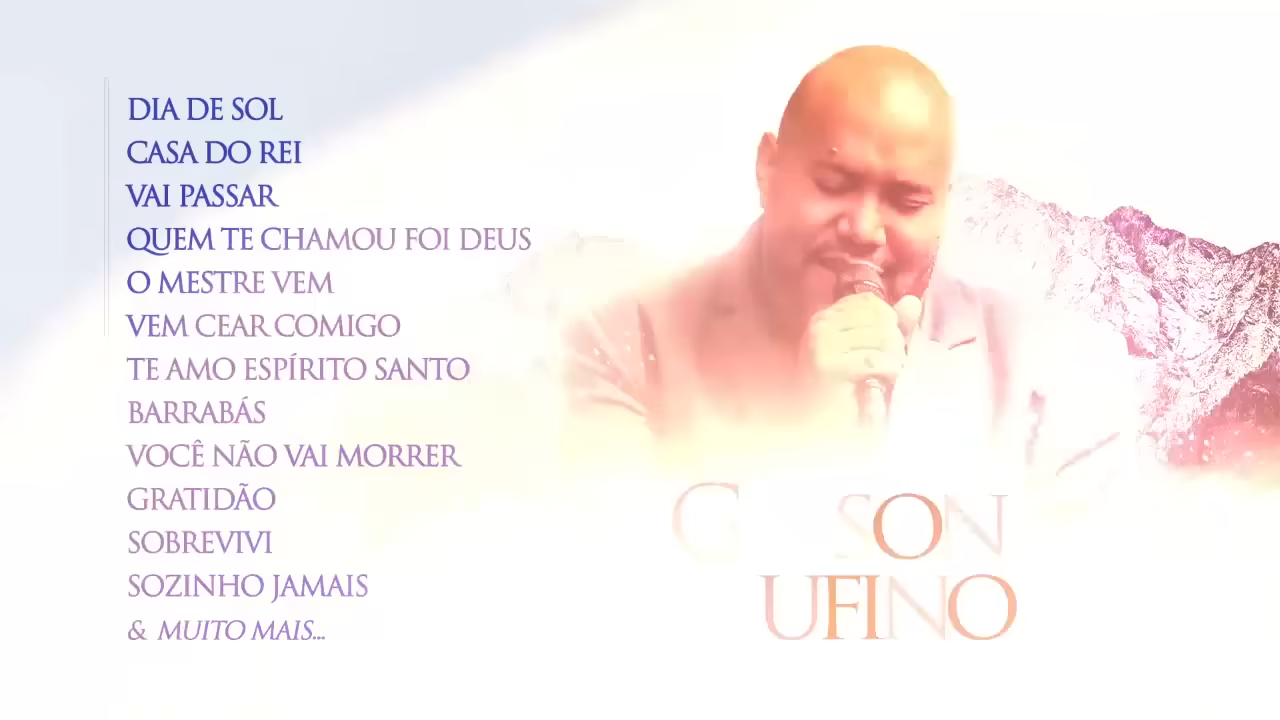 DIA DE SOL
CASA DO REI
VAI PASSAR
QUEM TE CHAMOU FOI DEUS
O MESTRE VEM
VEM CEAR COMIGO
TE AMO ESPÍRITO SANTO
BARRABÁS
VOCÊ NÃO VAI MORRER
GRATIDÃO
SOBREVIVI
SOZINHO JAMAIS
& MUITO MAIS...